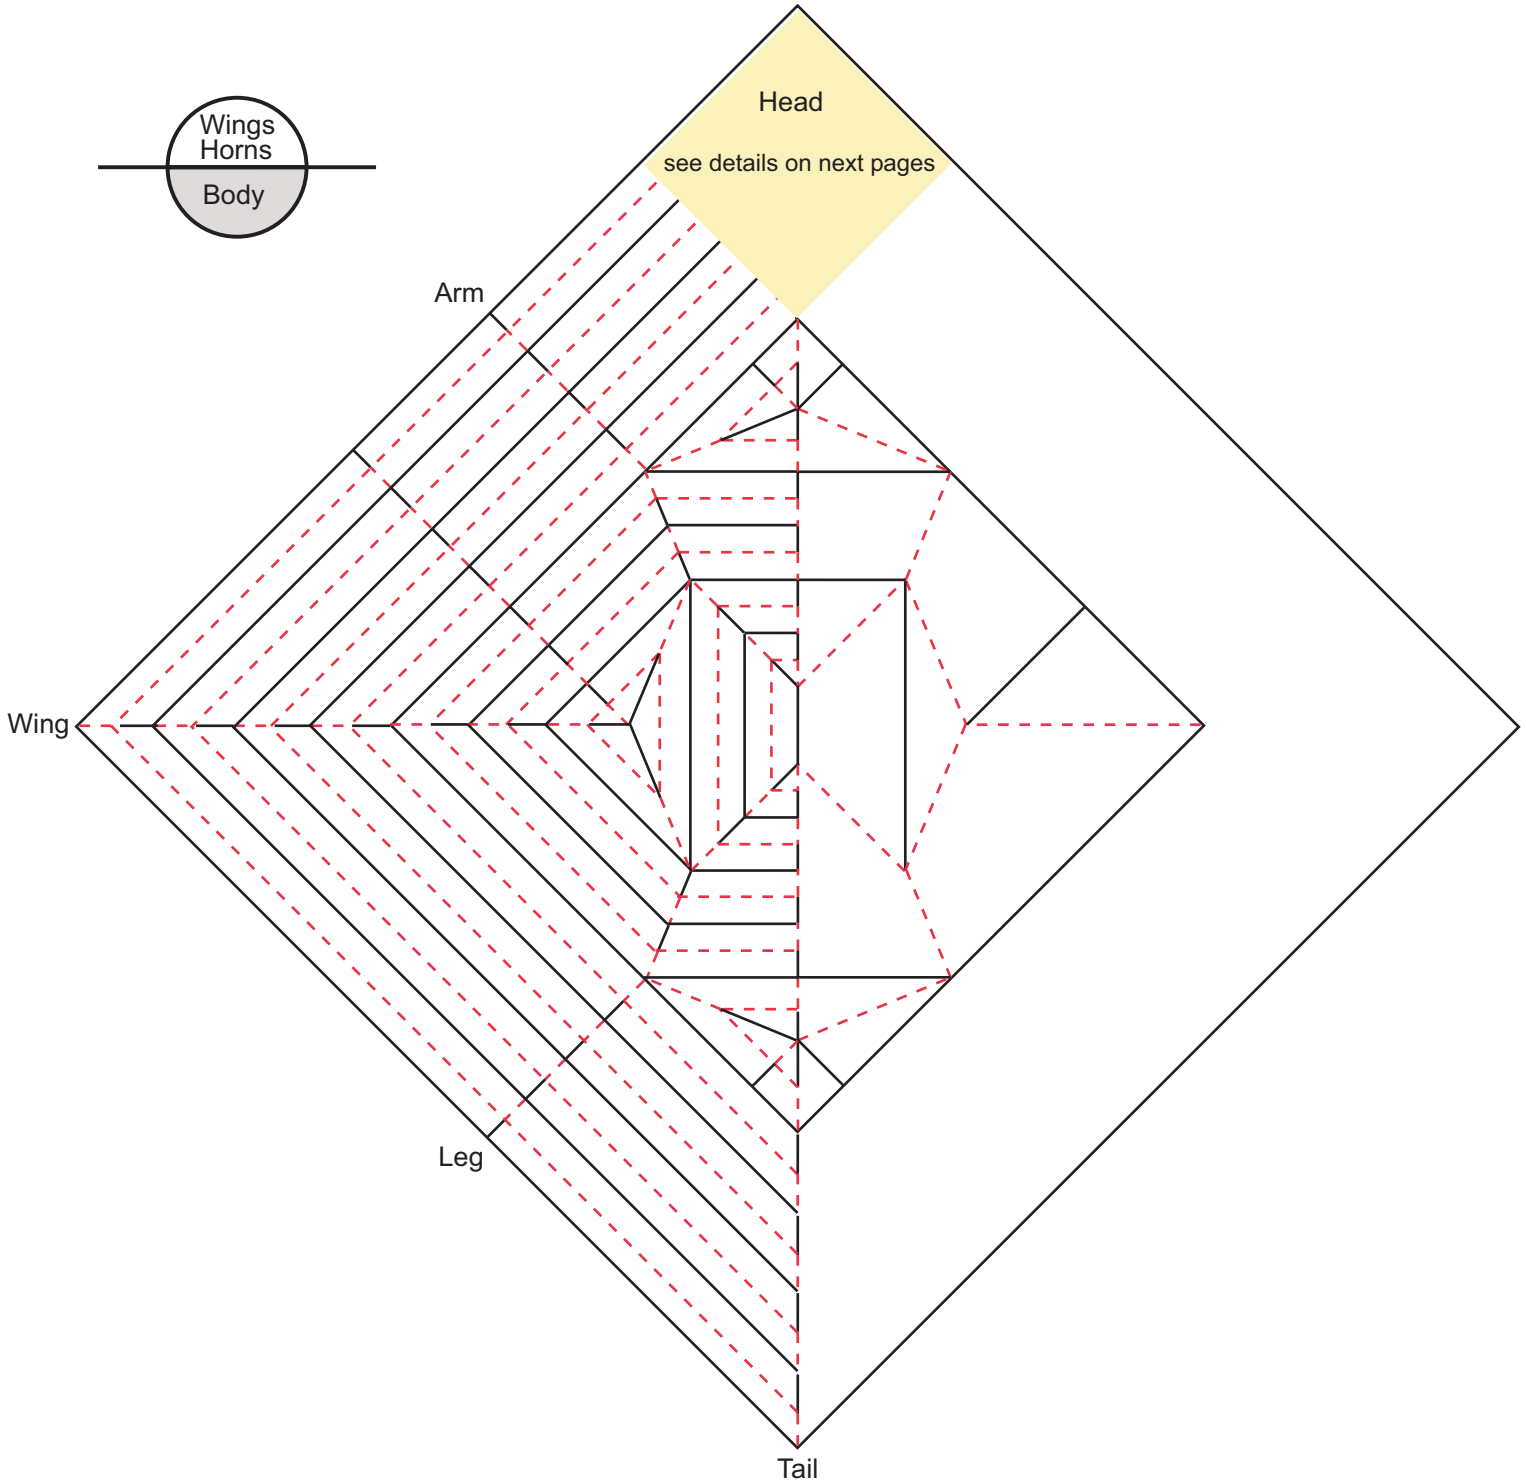 Head
Wings
Horns
see details on next pages
Body
Arm
Wing
Leg
Tail